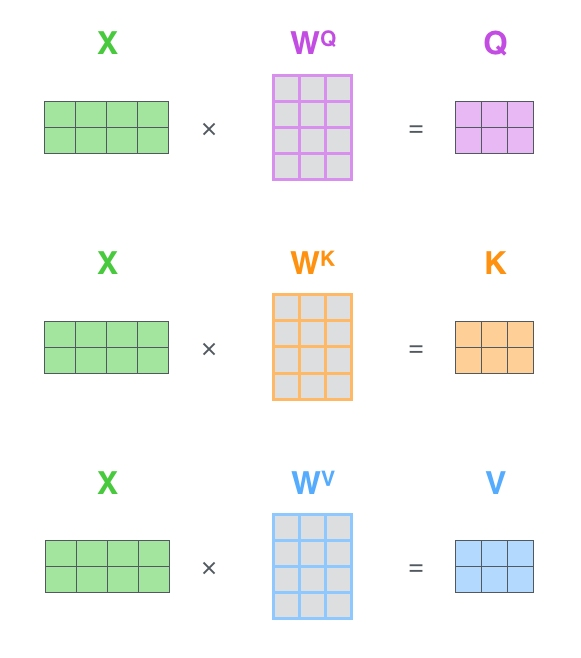 X W^Q Q
× =
X W^K K
× =
X W^V V
× =